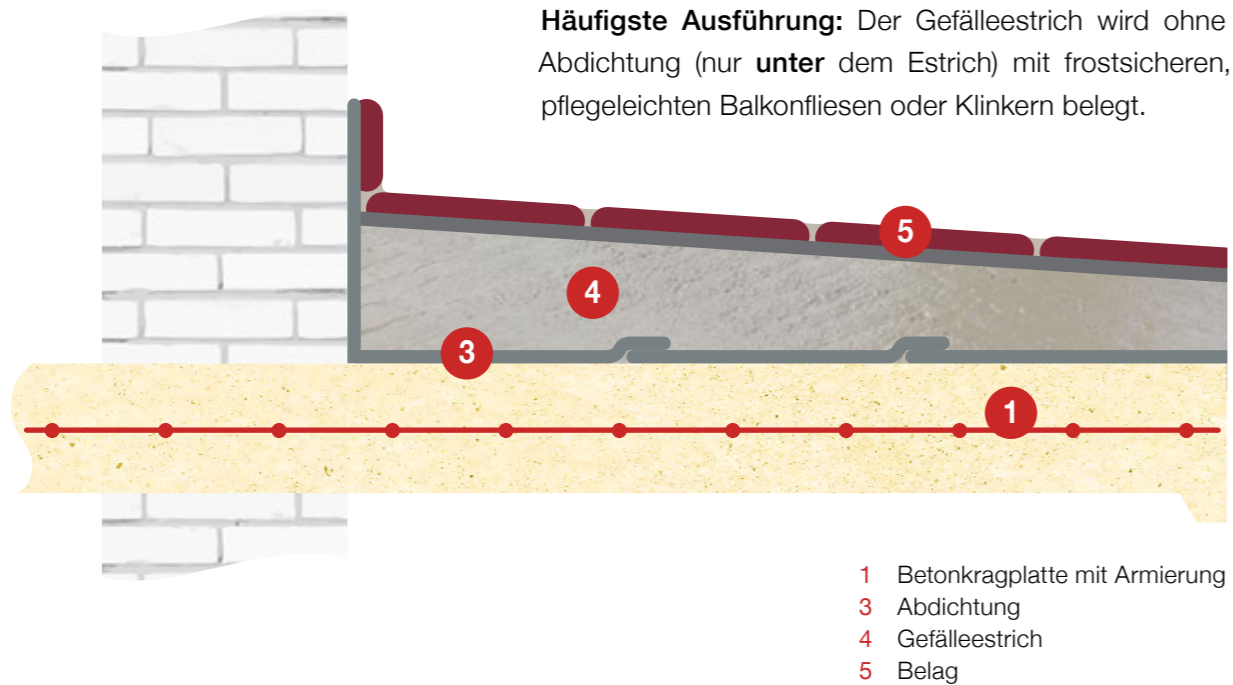 Häufigste Ausführung: Der Gefälleestrich wird ohne
Abdichtung (nur unter dem Estrich) mit frostsicheren,
pflegeleichten Balkonfliesen oder Klinkern belegt.
5
4
3
1
1 Betonkragplatte mit Armierung
3 Abdichtung
4 Gefälleestrich
5 Belag